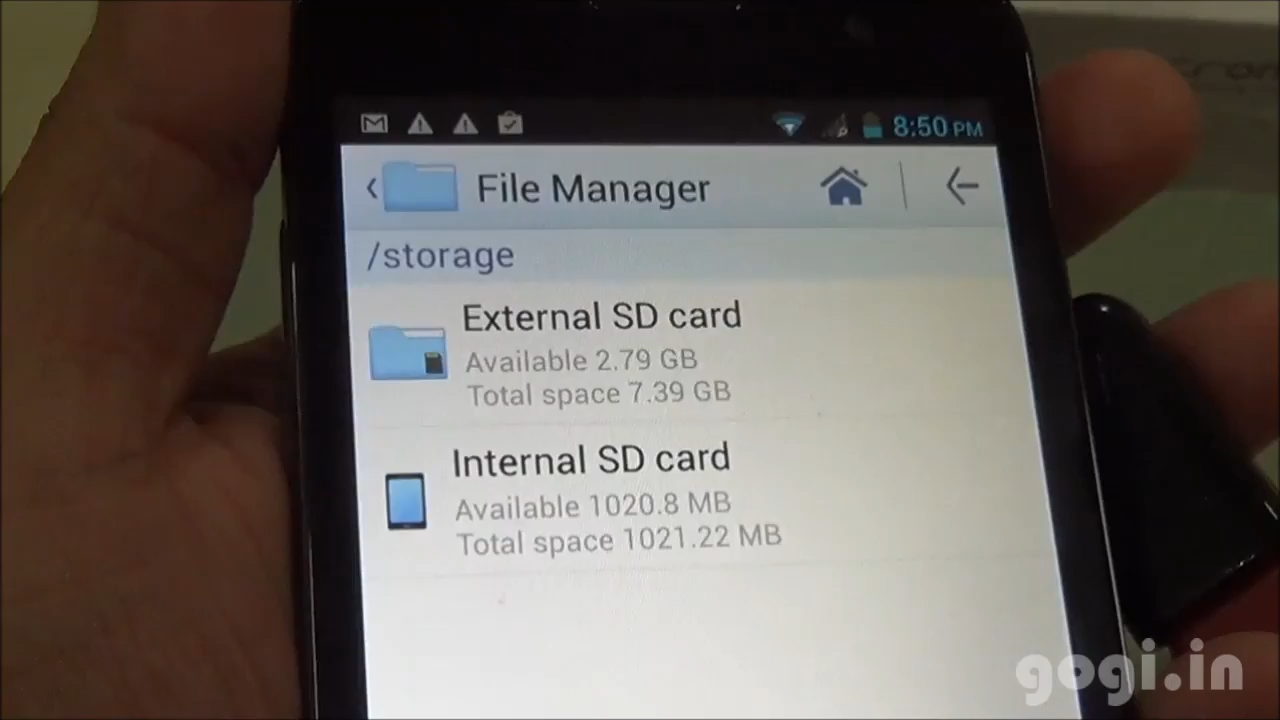 8:50 PM
File Manager
/storage
External SD card
Available 2.79 GB
Total space 7.39 GB
Internal SD card
Available 1020.8 MB
Total space 1021.22 MB
gogi.in